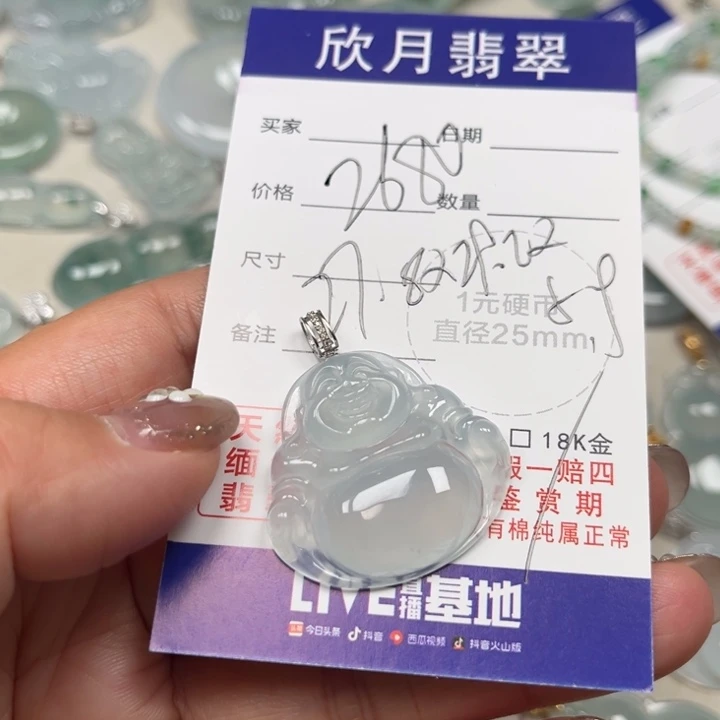 欣月翡翠
买家 日期
价格 2680 数量
尺寸
1元硬币
直径25mm
备注
天
缅
翡
18K金
假一赔四
鉴赏期
有棉纯属正常
LIVE直播基地
今日头条 抖音 西瓜视频 抖音火山版